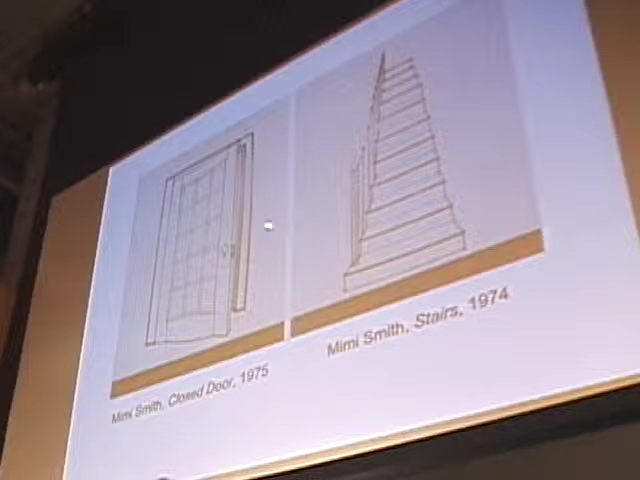 Mimi Smith, Closed Door, 1975
Mimi Smith, Stairs, 1974